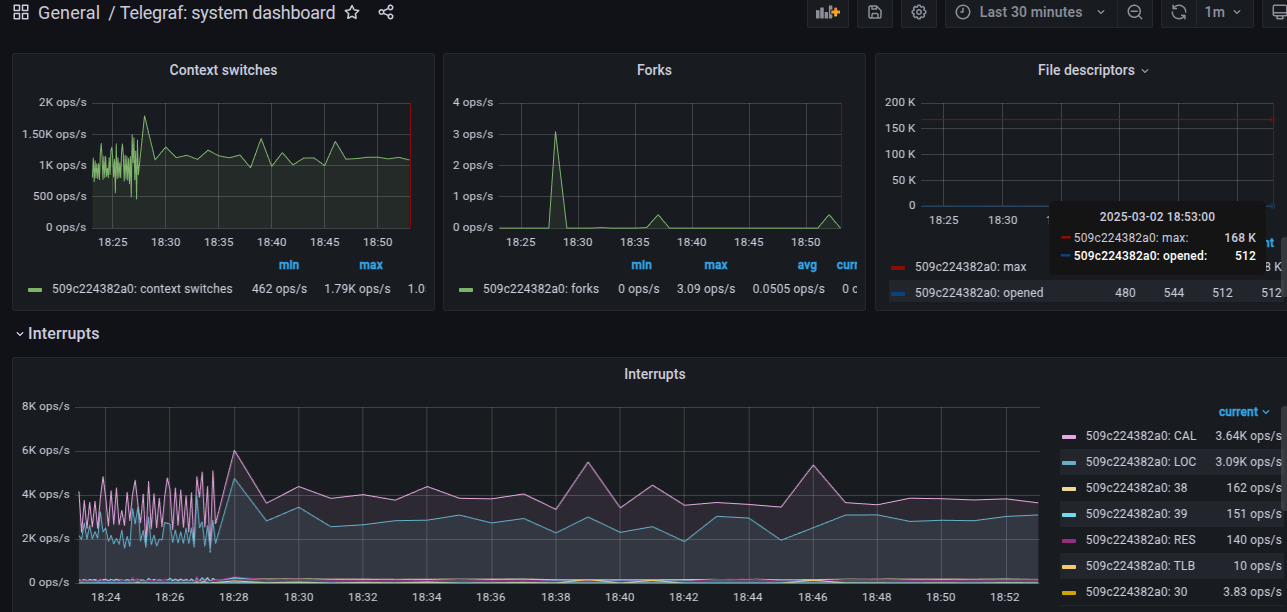 General / Telegraf: system dashboard
Last 30 minutes
1m
Context switches
2K ops/s
1.50K ops/s
1K ops/s
500 ops/s
0 ops/s
18:25 18:30 18:35 18:40 18:45 18:50
min max
509c224382a0: context switches 462 ops/s 1.79K ops/s 1.0
Forks
4 ops/s
3 ops/s
2 ops/s
1 ops/s
0 ops/s
18:25 18:30 18:35 18:40 18:45 18:50
min max avg curr
509c224382a0: forks 0 ops/s 3.09 ops/s 0.0505 ops/s 0 o
File descriptors
200 K
150 K
100 K
50 K
0
18:25 18:30 1
2025-03-02 18:53:00
509c224382a0: max: 168 K
509c224382a0: opened: 512
nt
509c224382a0: max 8 K
509c224382a0: opened 480 544 512 512
Interrupts
Interrupts
8K ops/s
6K ops/s
4K ops/s
2K ops/s
0 ops/s
18:24 18:26 18:28 18:30 18:32 18:34 18:36 18:38 18:40 18:42 18:44 18:46 18:48 18:50 18:52
current
509c224382a0: CAL 3.64K ops/s
509c224382a0: LOC 3.09K ops/s
509c224382a0: 38 162 ops/s
509c224382a0: 39 151 ops/s
509c224382a0: RES 140 ops/s
509c224382a0: TLB 10 ops/s
509c224382a0: 30 3.83 ops/s